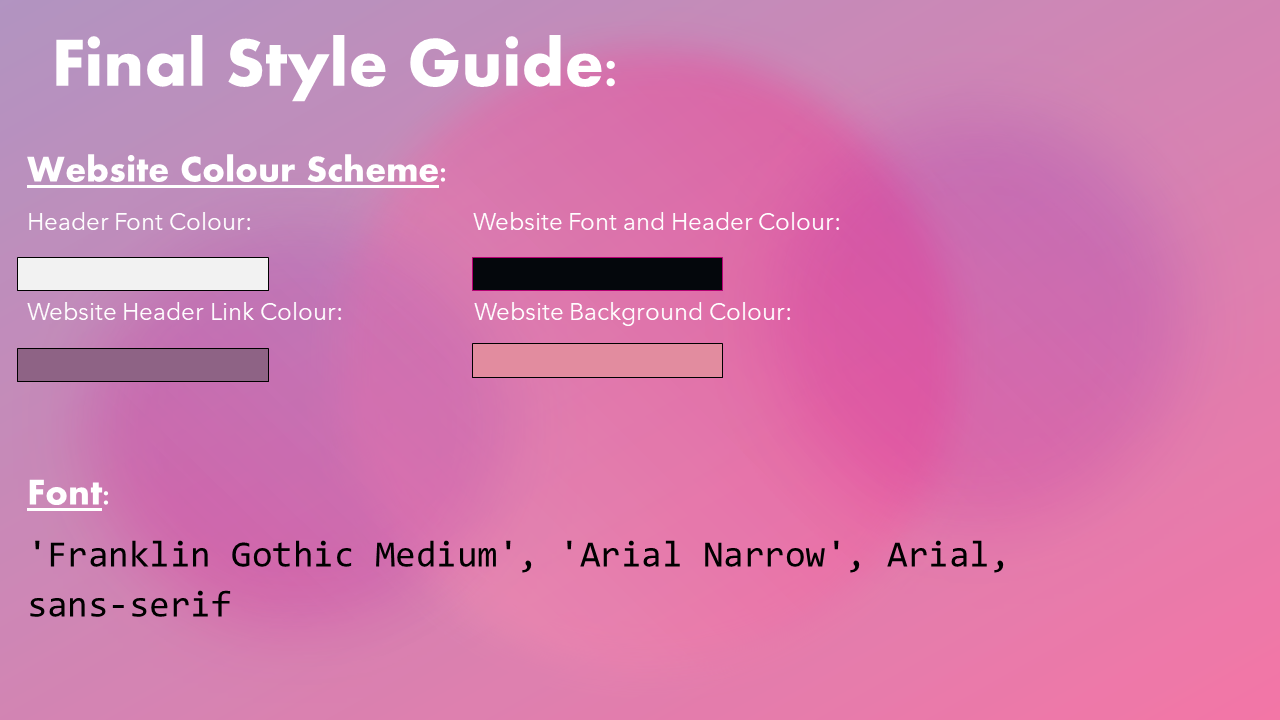 Final Style Guide:
Website Colour Scheme:
Header Font Colour:
Website Font and Header Colour:
Website Header Link Colour:
Website Background Colour:
Font:
'Franklin Gothic Medium', 'Arial Narrow', Arial,
sans-serif